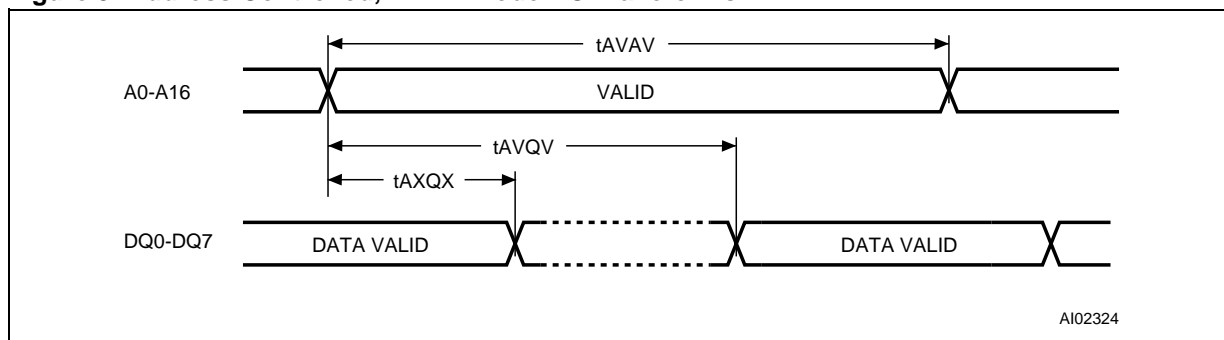 tAVAV
A0-A16
VALID
tAVQV
tAXQX
DQ0-DQ7
DATA VALID
DATA VALID
AI02324